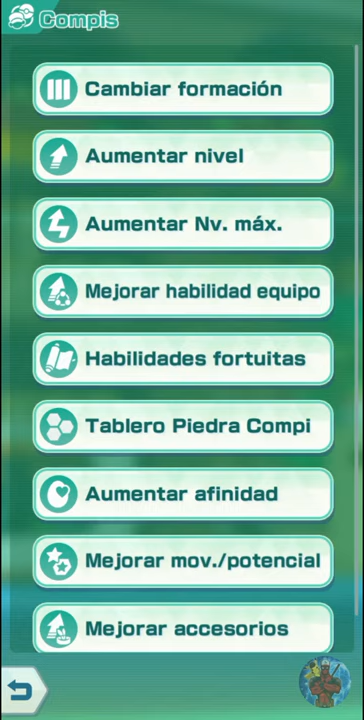 Compis
Cambiar formación
Aumentar nivel
Aumentar Nv. máx.
Mejorar habilidad equipo
Habilidades fortuitas
Tablero Piedra Compi
Aumentar afinidad
Mejorar mov./potencial
Mejorar accesorios